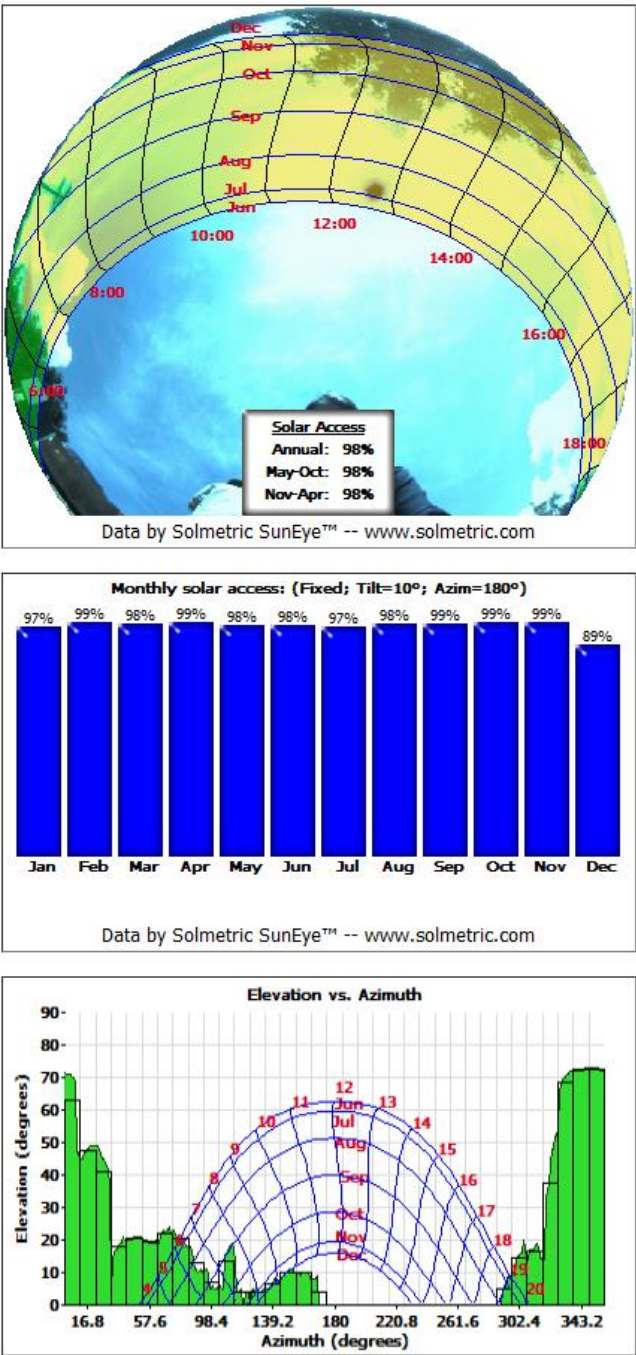 Dec
Nov
Oct
Sep
Aug
Jul
Jun
12:00
10:00
14:00
8:00
16:00
6:00
18:00
Solar Access
Annual: 98%
May-Oct: 98%
Nov-Apr: 98%
Data by Solmetric SunEye™ -- www.solmetric.com
Monthly solar access: (Fixed; Tilt=10º; Azim=180º)
97% 99% 98% 99% 98% 98% 97% 98% 99% 99% 99% 89%
Jan Feb Mar Apr May Jun Jul Aug Sep Oct Nov Dec
Data by Solmetric SunEye™ -- www.solmetric.com
Elevation vs. Azimuth
Elevation (degrees)
90
80
70
60
50
40
30
20
10
0
12
11 Jun 13
10 Jul 14
9 Aug 15
8 Sep 16
7 Oct 17
6 Nov 18
5 Dec 19
4 20
16.8 57.6 98.4 139.2 180 220.8 261.6 302.4 343.2
Azimuth (degrees)